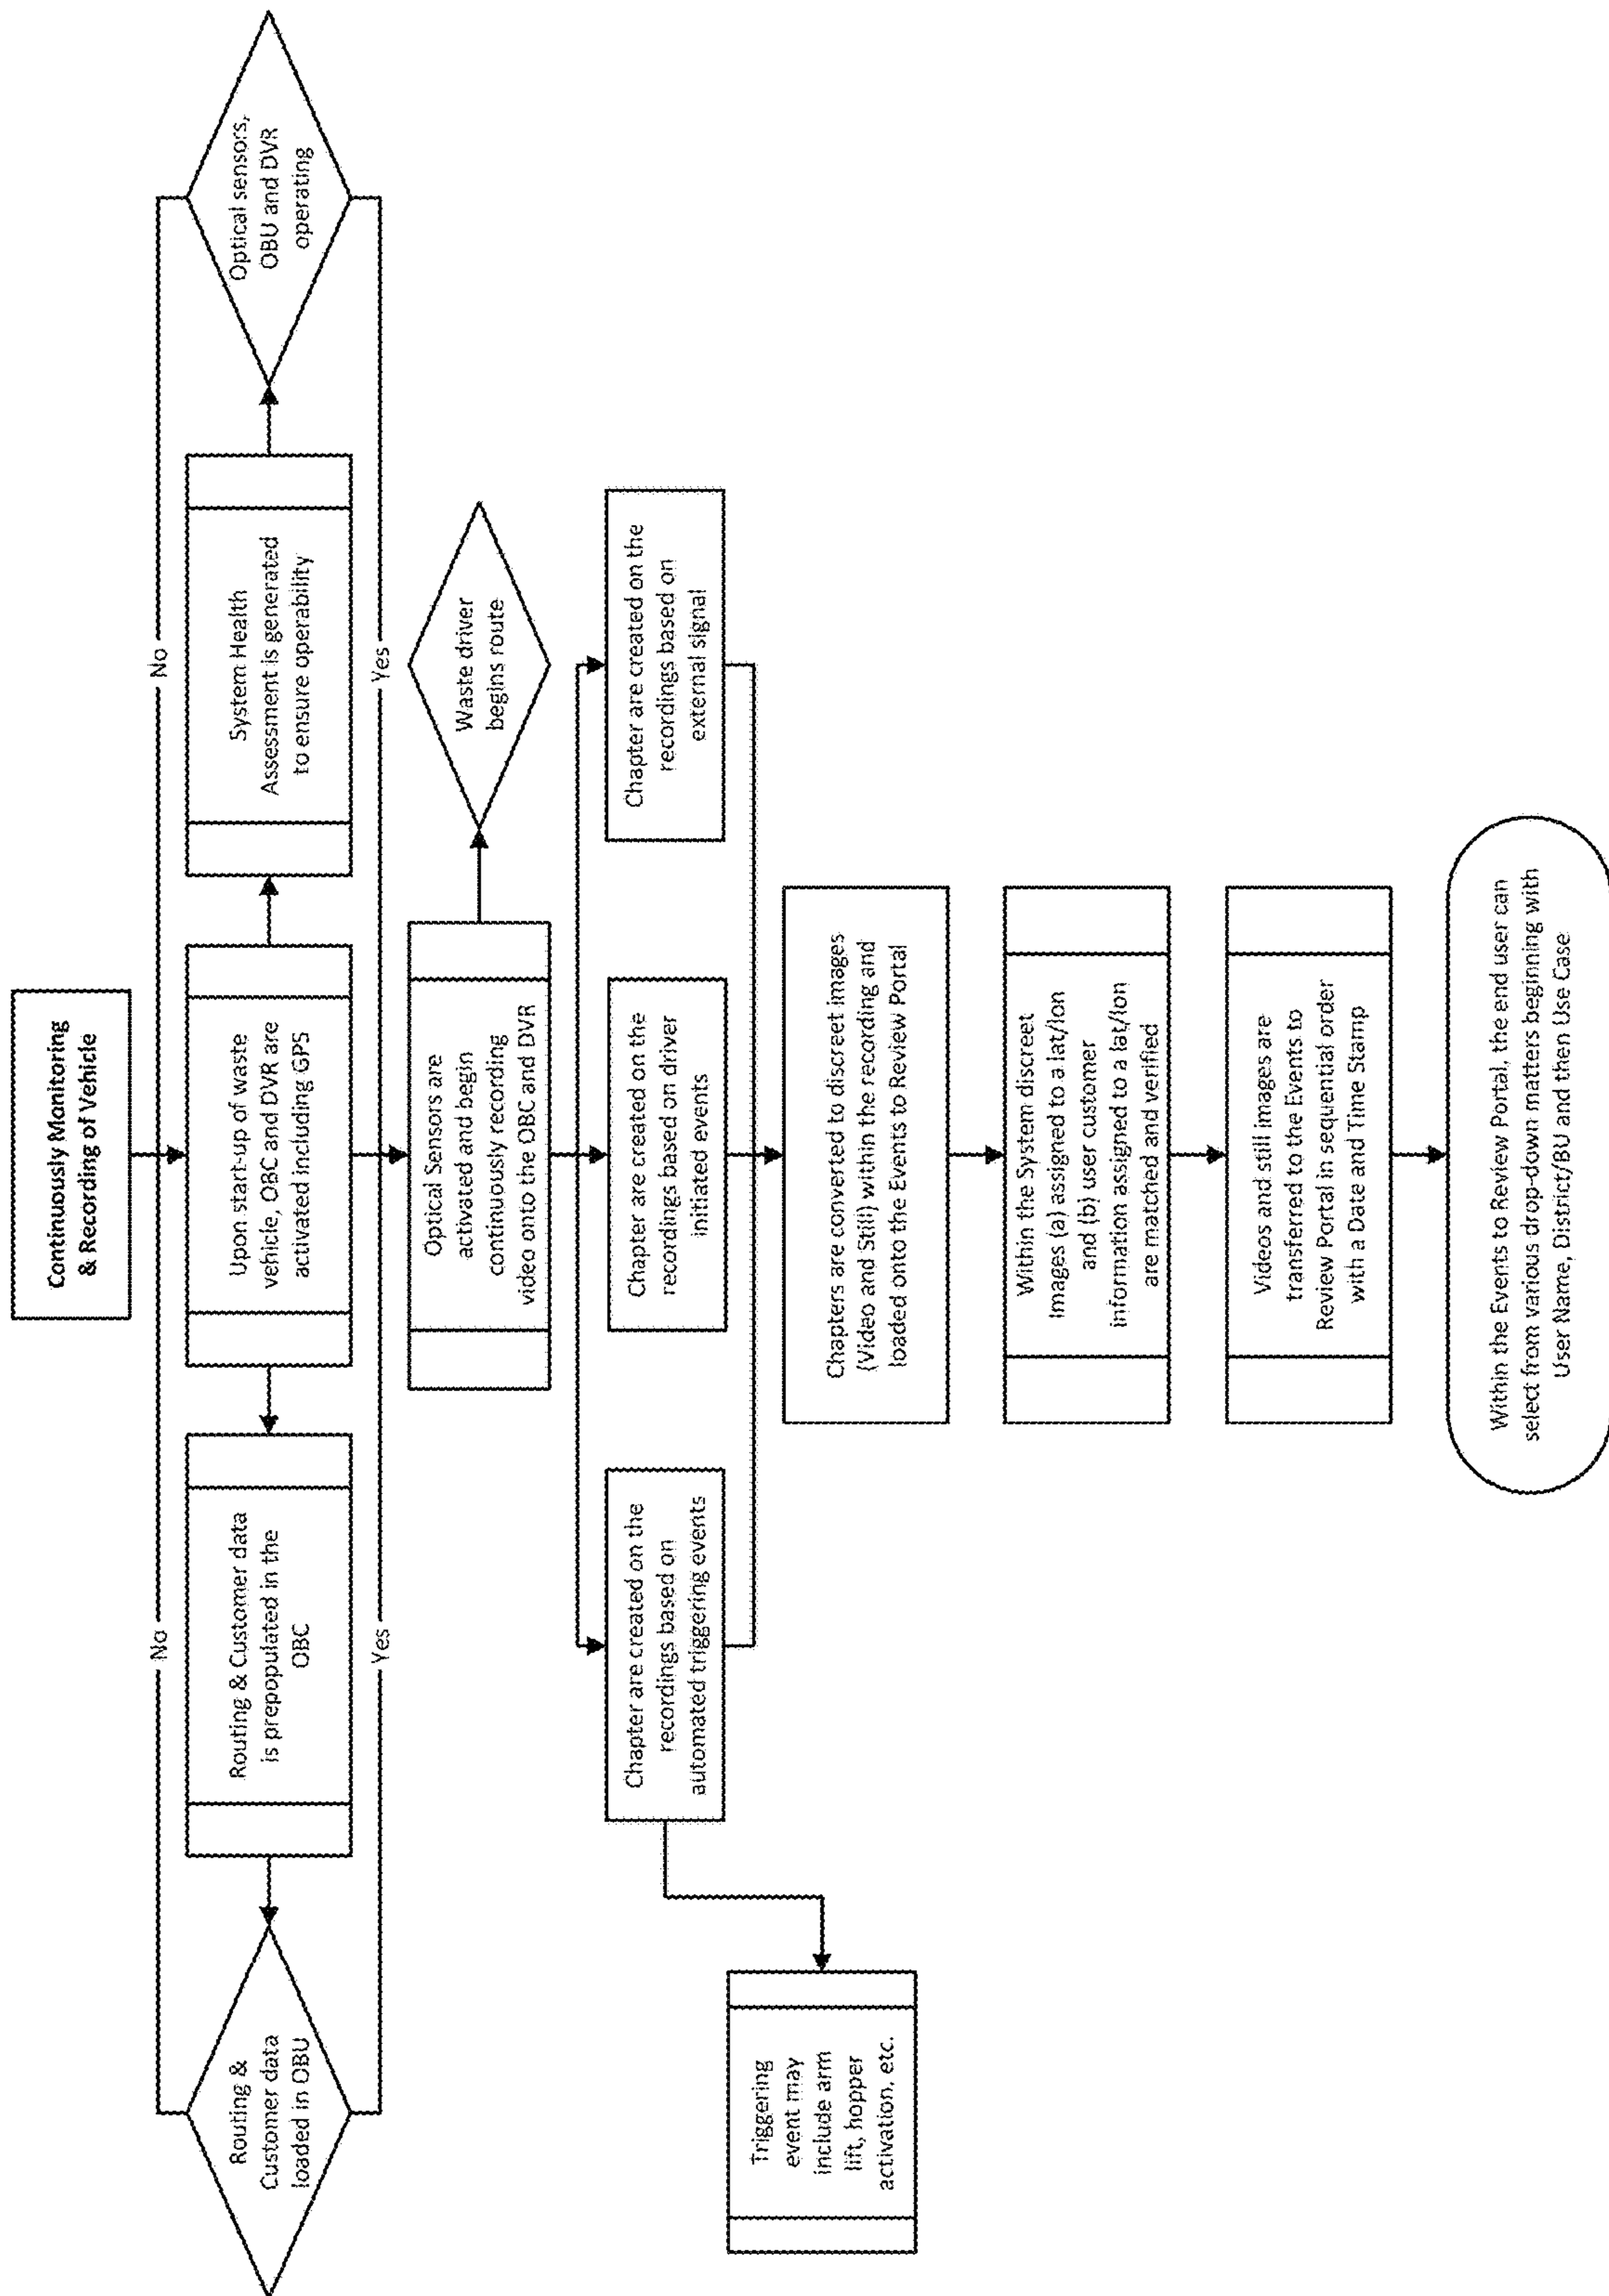 Continuously Monitoring
& Recording of Vehicle
No
No
Routing &
Customer data
loaded in OBU
Routing & Customer data
is prepopulated in the
OBC
Upon start-up of waste
vehicle, OBC and DVR are
activated including GPS
System Health
Assessment is generated
to ensure operability
Optical sensors,
OBU and DVR
operating
Yes
Yes
Optical Sensors are
activated and begin
continuously recording
video onto the OBC and DVR
Waste driver
begins route
Chapter are created on the
recordings based on
automated triggering events
Chapter are created on the
recordings based on driver
initiated events
Chapter are created on the
recordings based on
external signal
Triggering
event may
include arm
lift, hopper
activation, etc.
Chapters are converted to discreet images
(Video and Still) within the recording and
loaded onto the Events to Review Portal
Within the System discreet
Images (a) assigned to a lat/lon
and (b) user customer
information assigned to a lat/lon
are matched and verified
Videos and still images are
transferred to the Events to
Review Portal in sequential order
with a Date and Time Stamp
Within the Events to Review Portal, the end user can
select from various drop-down matters beginning with
User Name, District/BU and then Use Case